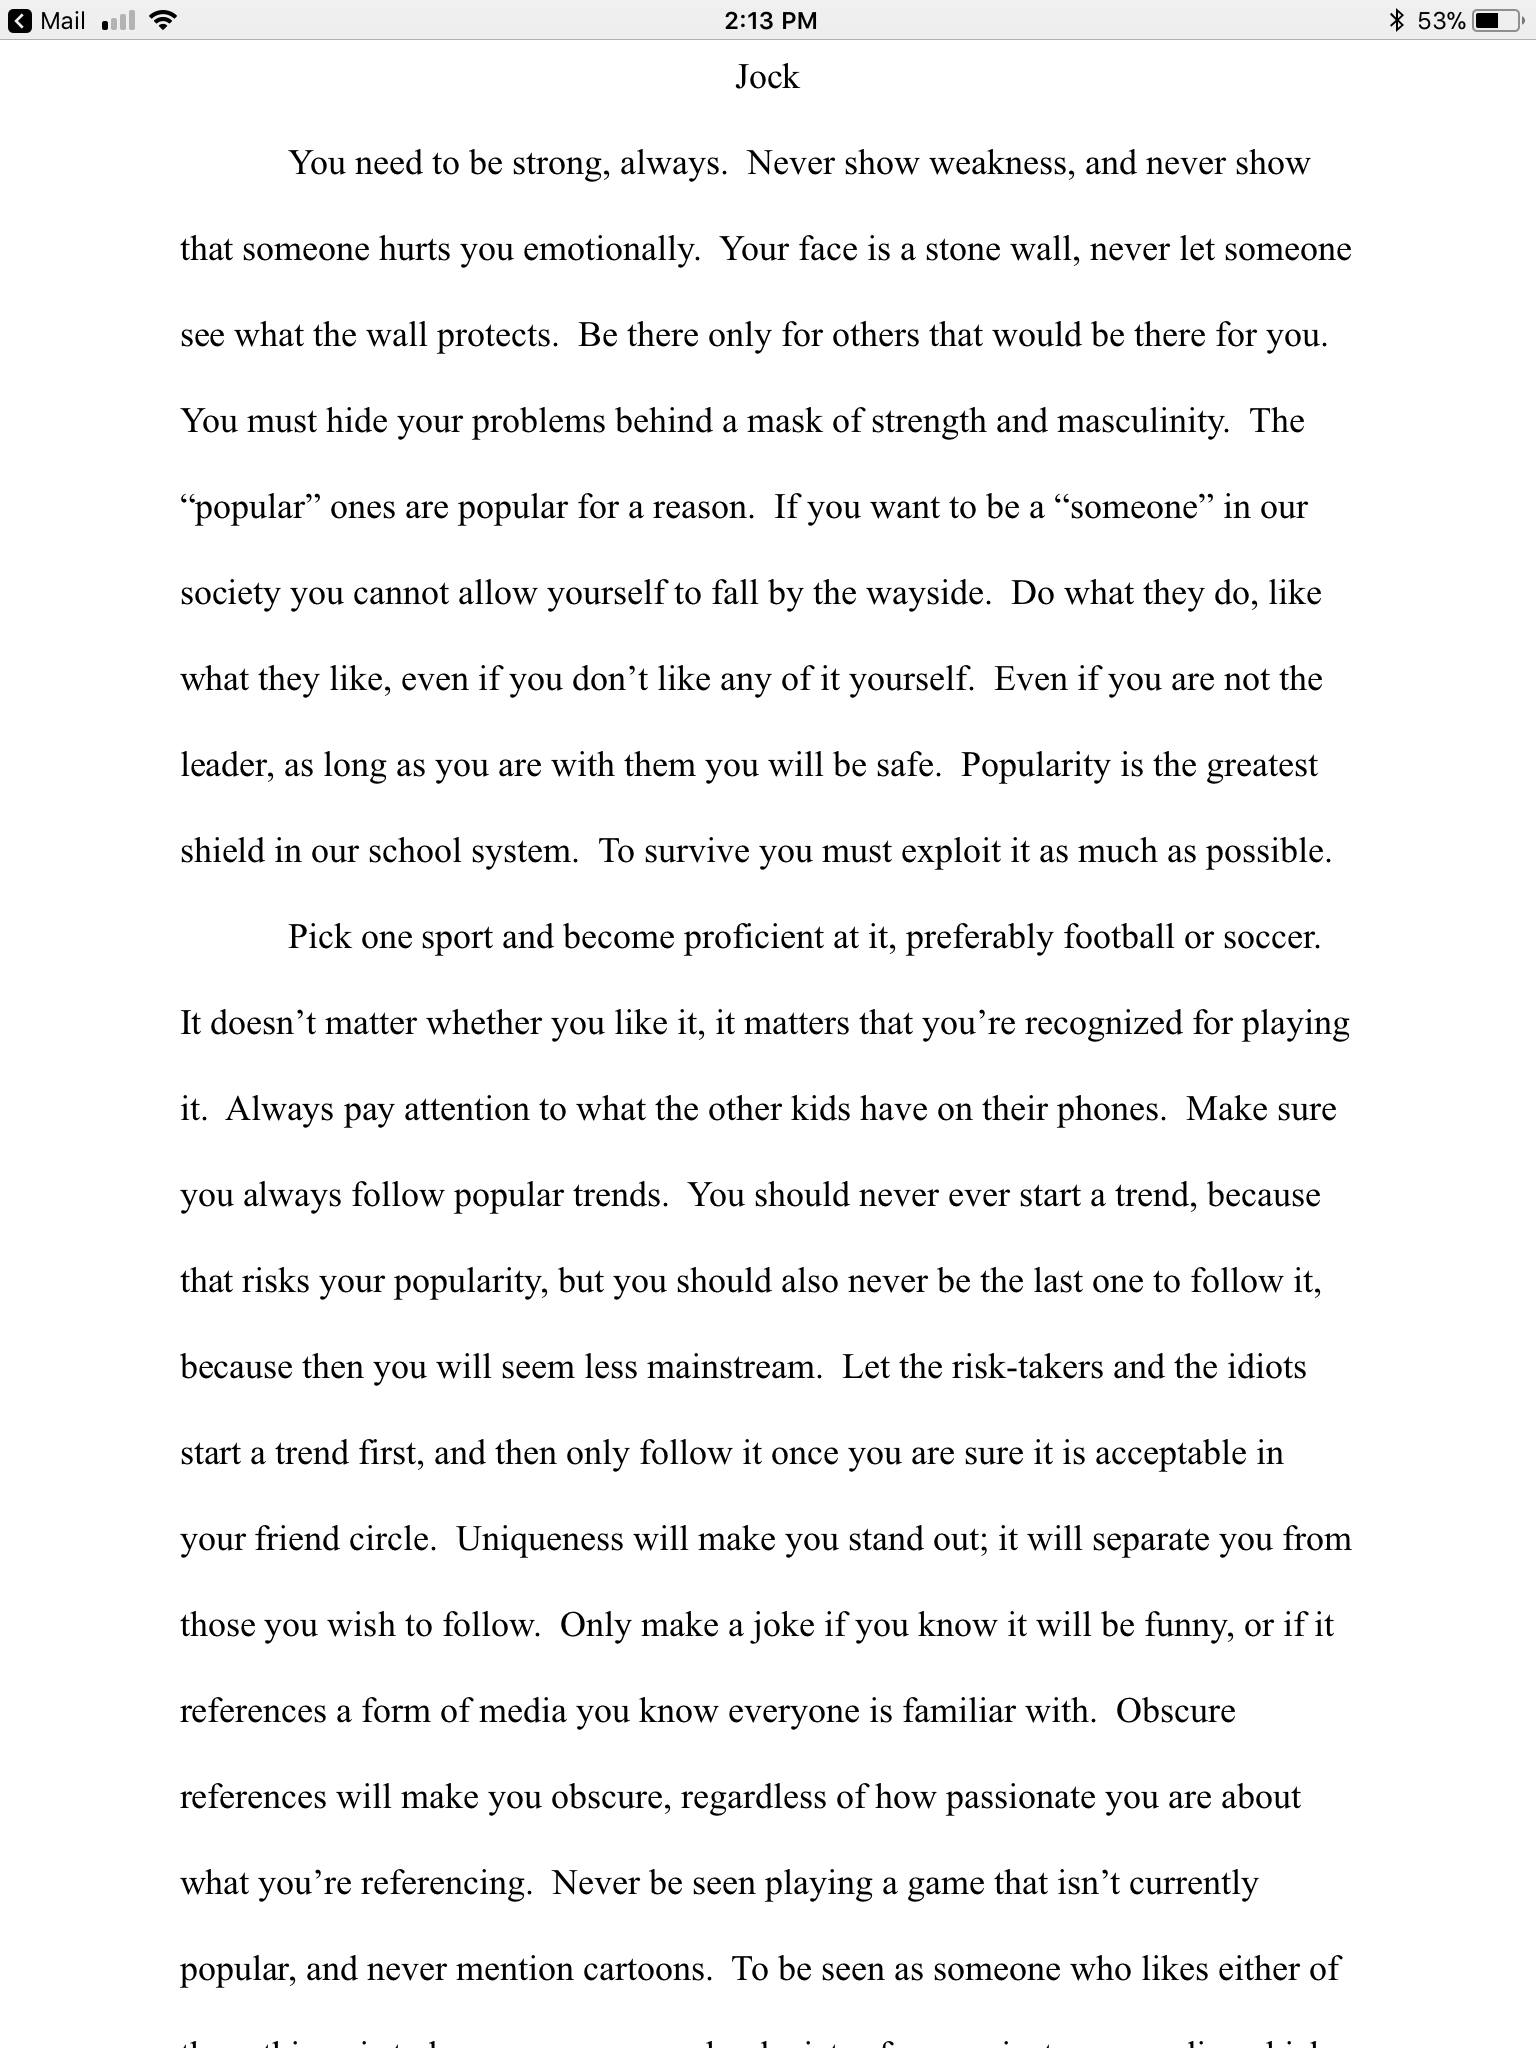 Mail 2:13 PM 53%
Jock
You need to be strong, always.  Never show weakness, and never show
that someone hurts you emotionally.  Your face is a stone wall, never let someone
see what the wall protects.  Be there only for others that would be there for you.
You must hide your problems behind a mask of strength and masculinity.  The
“popular” ones are popular for a reason.  If you want to be a “someone” in our
society you cannot allow yourself to fall by the wayside.  Do what they do, like
what they like, even if you don’t like any of it yourself.  Even if you are not the
leader, as long as you are with them you will be safe.  Popularity is the greatest
shield in our school system.  To survive you must exploit it as much as possible.
Pick one sport and become proficient at it, preferably football or soccer.
It doesn’t matter whether you like it, it matters that you’re recognized for playing
it.  Always pay attention to what the other kids have on their phones.  Make sure
you always follow popular trends.  You should never ever start a trend, because
that risks your popularity, but you should also never be the last one to follow it,
because then you will seem less mainstream.  Let the risk-takers and the idiots
start a trend first, and then only follow it once you are sure it is acceptable in
your friend circle.  Uniqueness will make you stand out; it will separate you from
those you wish to follow.  Only make a joke if you know it will be funny, or if it
references a form of media you know everyone is familiar with.  Obscure
references will make you obscure, regardless of how passionate you are about
what you’re referencing.  Never be seen playing a game that isn’t currently
popular, and never mention cartoons.  To be seen as someone who likes either of